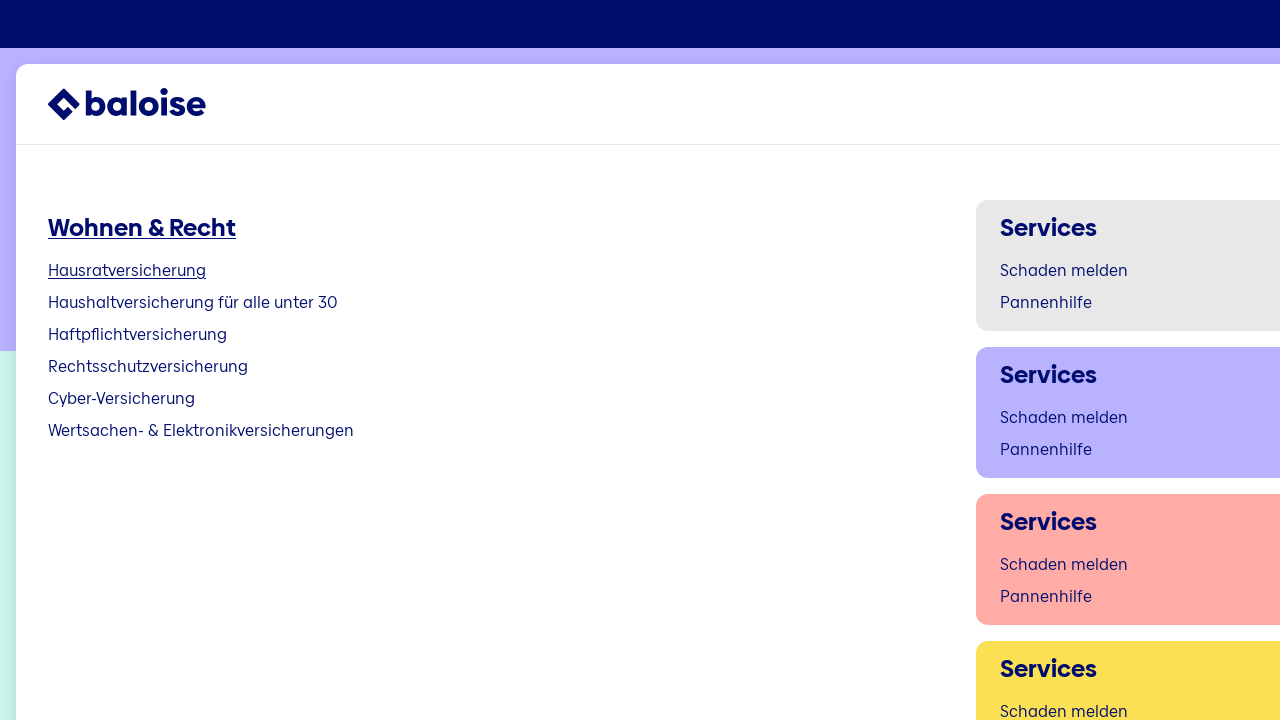 baloise
Wohnen & Recht
Hausratversicherung
Haushaltversicherung für alle unter 30
Haftpflichtversicherung
Rechtsschutzversicherung
Cyber-Versicherung
Wertsachen- & Elektronikversicherungen
Services
Schaden melden
Pannenhilfe
Services
Schaden melden
Pannenhilfe
Services
Schaden melden
Pannenhilfe
Services
Schaden melden